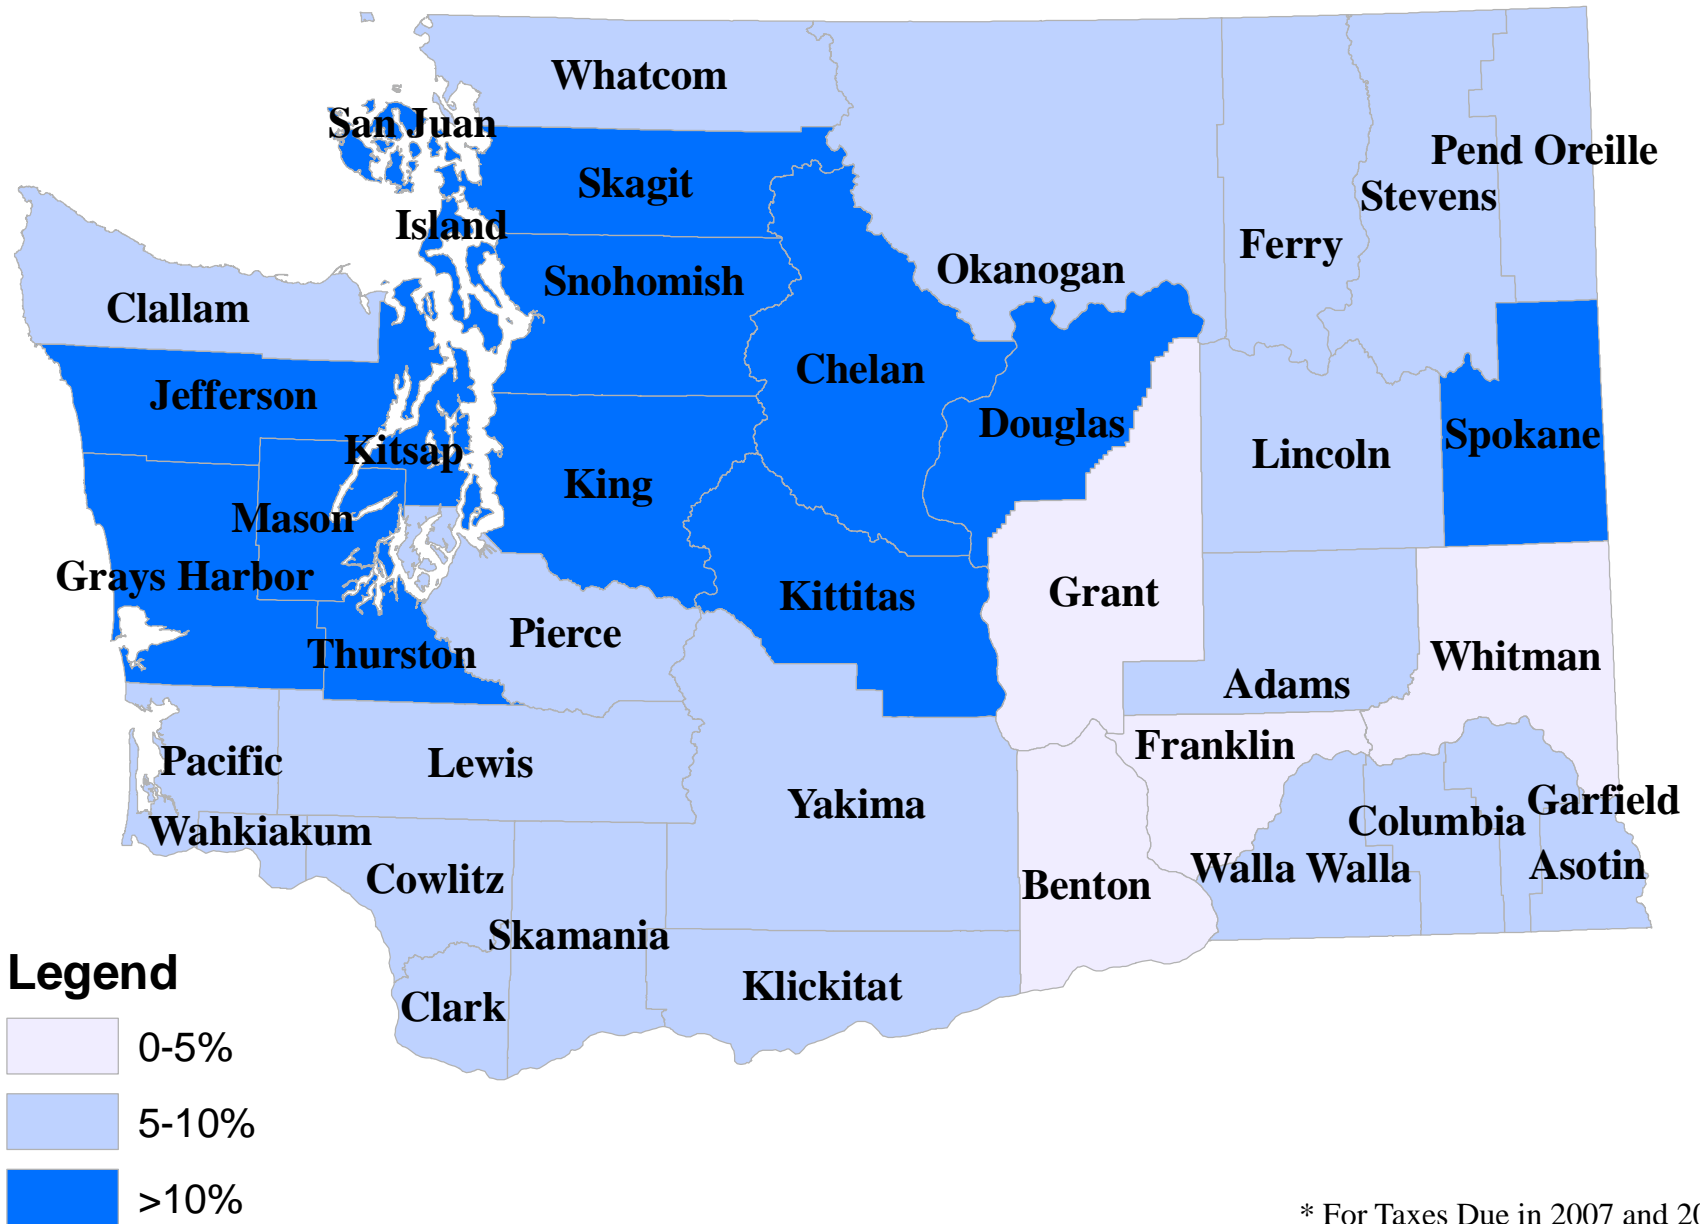 Whatcom
San Juan
Pend Oreille
Skagit
Stevens
Island
Ferry
Okanogan
Snohomish
Clallam
Chelan
Jefferson
Douglas
Spokane
Kitsap
Lincoln
King
Mason
Grays Harbor
Grant
Kittitas
Pierce
Thurston
Whitman
Adams
Franklin
Pacific
Lewis
Yakima
Garfield
Columbia
Wahkiakum
Asotin
Walla Walla
Cowlitz
Benton
Skamania
Klickitat
Clark
Legend
0-5%
5-10%
>10%
* For Taxes Due in 2007 and